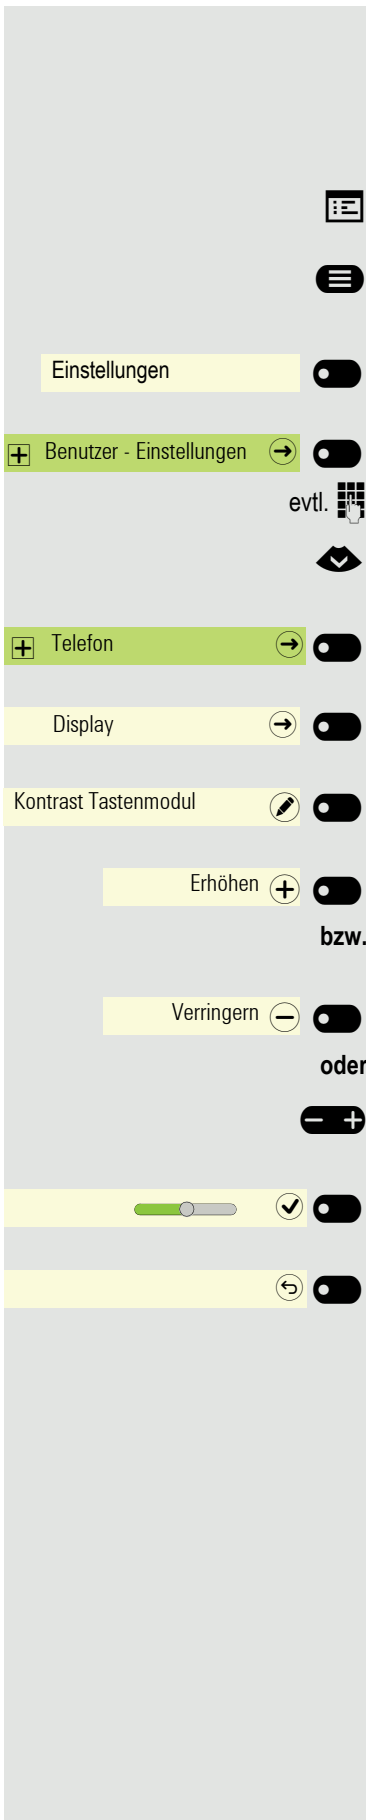 Einstellungen
Benutzer - Einstellungen
evtl.
Telefon
Display
Kontrast Tastenmodul
Erhöhen
bzw.
Verringern
oder